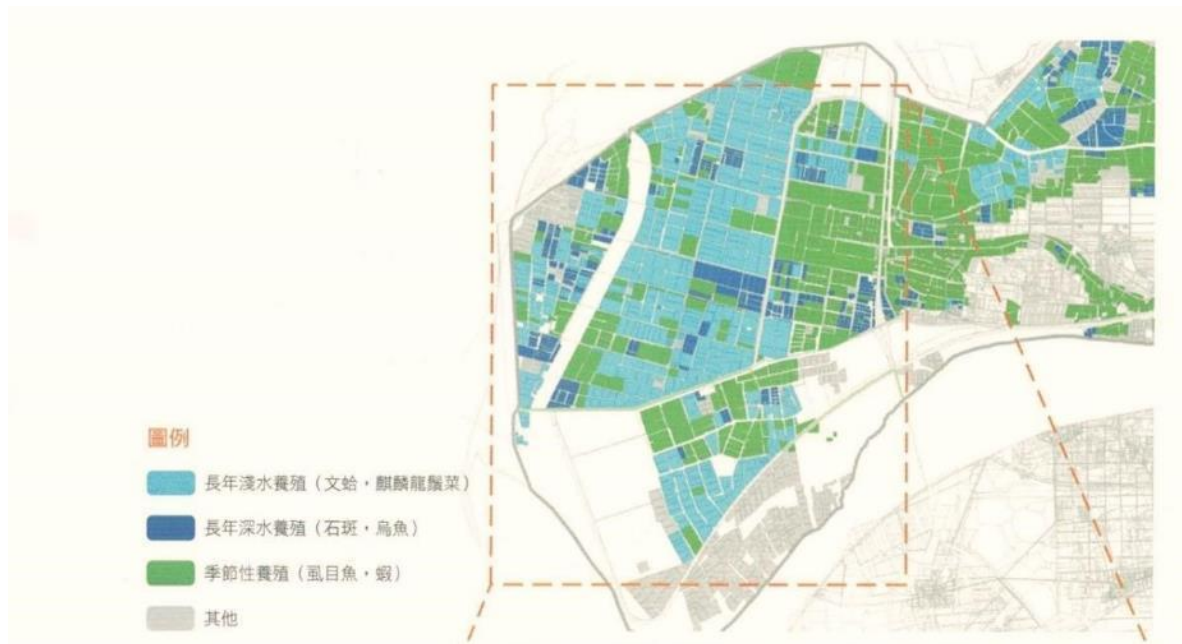 圖例
長年淺水養殖（文蛤，麒麟龍鬚菜）
長年深水養殖（石斑，烏魚）
季節性養殖（虱目魚，蝦）
其他